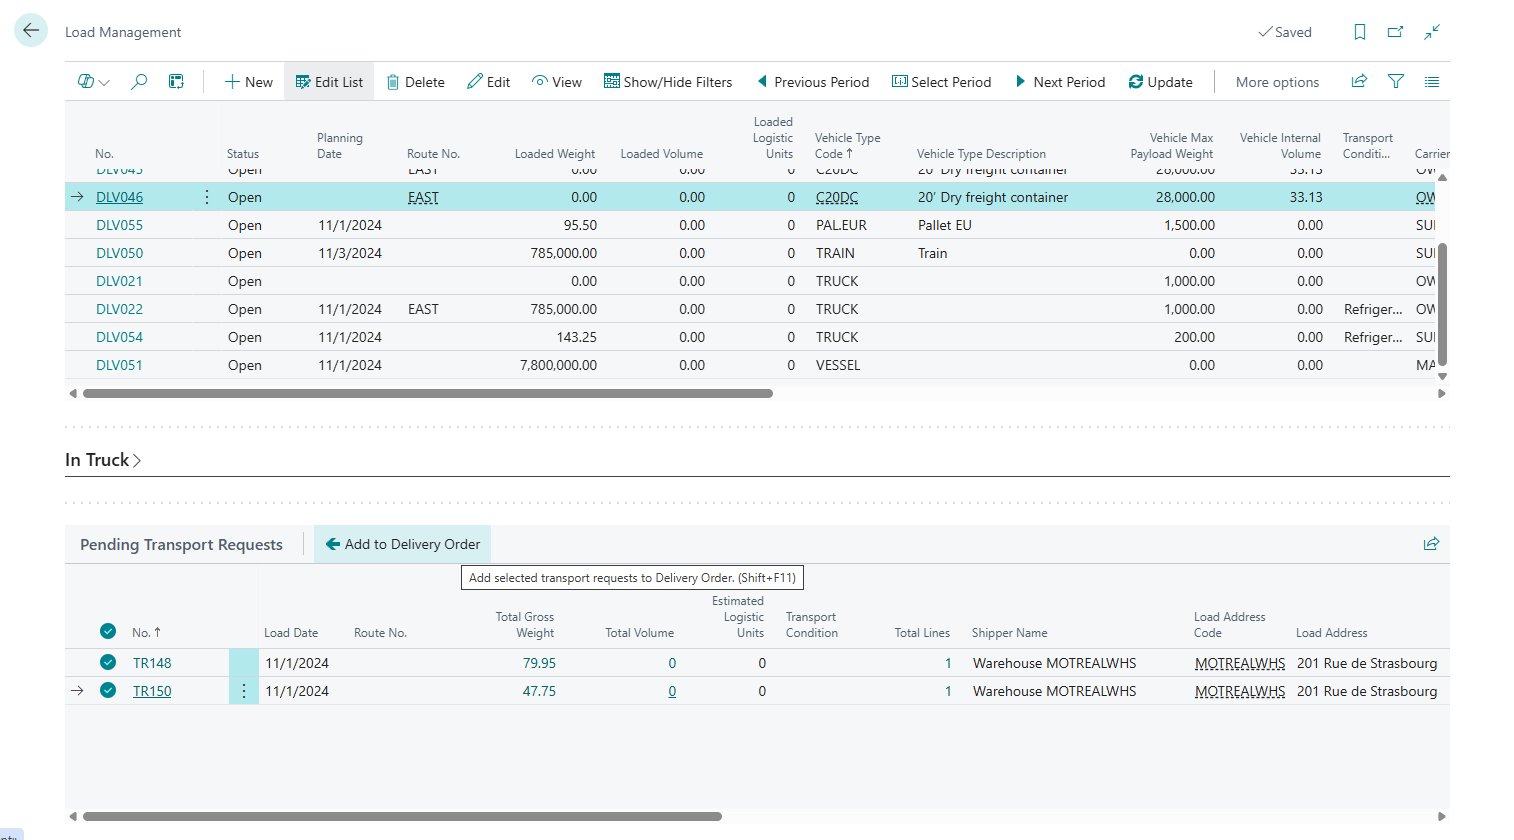 Load Management
Saved
New Edit List Delete Edit View Show/Hide Filters Previous Period Select Period Next Period Update More options
No. Status Planning Date Route No. Loaded Weight Loaded Volume Loaded Logistic Units Vehicle Type Code ↑ Vehicle Type Description Vehicle Max Payload Weight Vehicle Internal Volume Transport Conditi... Carrier
DLV045 Open EAST 0.00 0.00 0 C20DC 20' Dry freight container 28,000.00 33.13
DLV046 Open EAST 0.00 0.00 0 C20DC 20' Dry freight container 28,000.00 33.13 OW
DLV055 Open 11/1/2024 95.50 0.00 0 PAL.EUR Pallet EU 1,500.00 0.00 SUI
DLV050 Open 11/3/2024 785,000.00 0.00 0 TRAIN Train 0.00 0.00 SUI
DLV021 Open 0.00 0.00 0 TRUCK 1,000.00 0.00 OW
DLV022 Open 11/1/2024 EAST 785,000.00 0.00 0 TRUCK 1,000.00 0.00 Refriger... OW
DLV054 Open 11/1/2024 143.25 0.00 0 TRUCK 200.00 0.00 Refriger... SUI
DLV051 Open 11/1/2024 7,800,000.00 0.00 0 VESSEL 0.00 0.00 MA
In Truck
Pending Transport Requests Add to Delivery Order
Add selected transport requests to Delivery Order. (Shift+F11)
No. ↑ Load Date Route No. Total Gross Weight Total Volume Estimated Logistic Units Transport Condition Total Lines Shipper Name Load Address Code Load Address
TR148 11/1/2024 79.95 0 0 1 Warehouse MOTREALWHS MOTREALWHS 201 Rue de Strasbourg
TR150 11/1/2024 47.75 0 0 1 Warehouse MOTREALWHS MOTREALWHS 201 Rue de Strasbourg